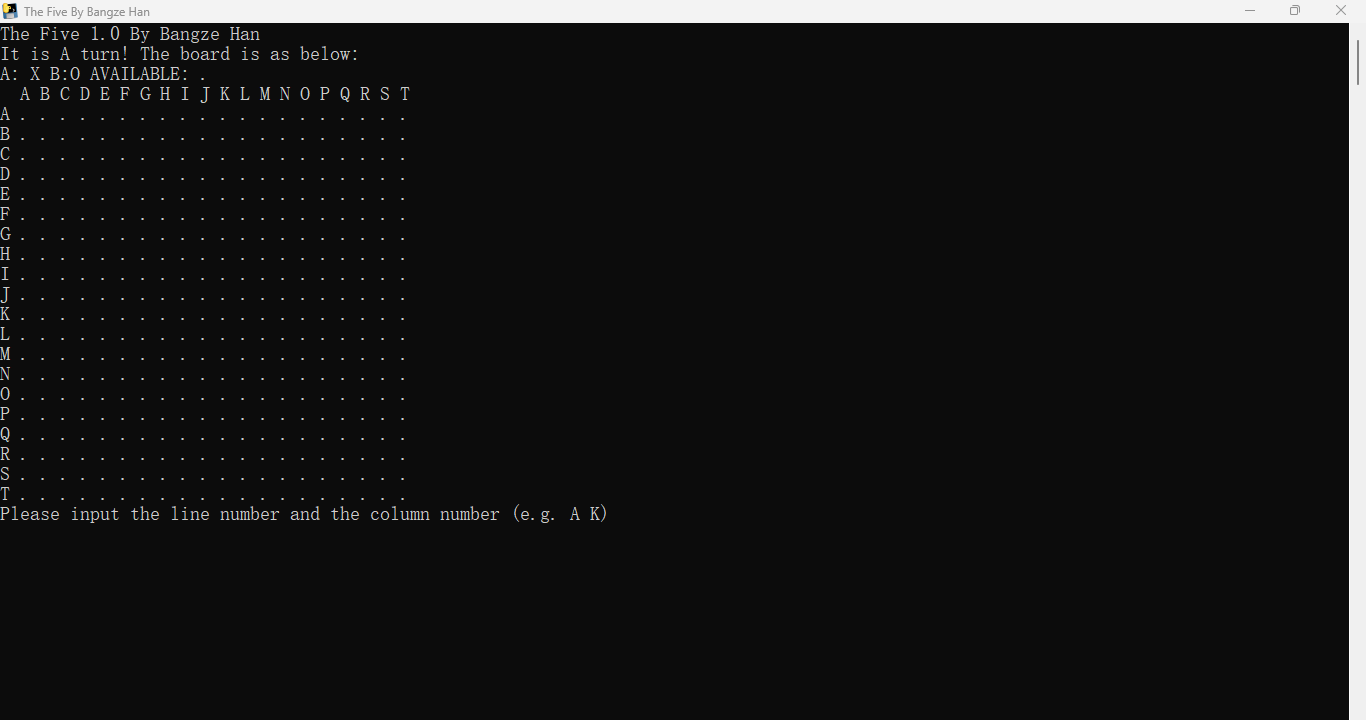 The Five By Bangze Han
The Five 1.0 By Bangze Han
It is A turn! The board is as below:
A: X B:O AVAILABLE: .
  A B C D E F G H I J K L M N O P Q R S T
A . . . . . . . . . . . . . . . . . . . .
B . . . . . . . . . . . . . . . . . . . .
C . . . . . . . . . . . . . . . . . . . .
D . . . . . . . . . . . . . . . . . . . .
E . . . . . . . . . . . . . . . . . . . .
F . . . . . . . . . . . . . . . . . . . .
G . . . . . . . . . . . . . . . . . . . .
H . . . . . . . . . . . . . . . . . . . .
I . . . . . . . . . . . . . . . . . . . .
J . . . . . . . . . . . . . . . . . . . .
K . . . . . . . . . . . . . . . . . . . .
L . . . . . . . . . . . . . . . . . . . .
M . . . . . . . . . . . . . . . . . . . .
N . . . . . . . . . . . . . . . . . . . .
O . . . . . . . . . . . . . . . . . . . .
P . . . . . . . . . . . . . . . . . . . .
Q . . . . . . . . . . . . . . . . . . . .
R . . . . . . . . . . . . . . . . . . . .
S . . . . . . . . . . . . . . . . . . . .
T . . . . . . . . . . . . . . . . . . . .
Please input the line number and the column number (e.g. A K)